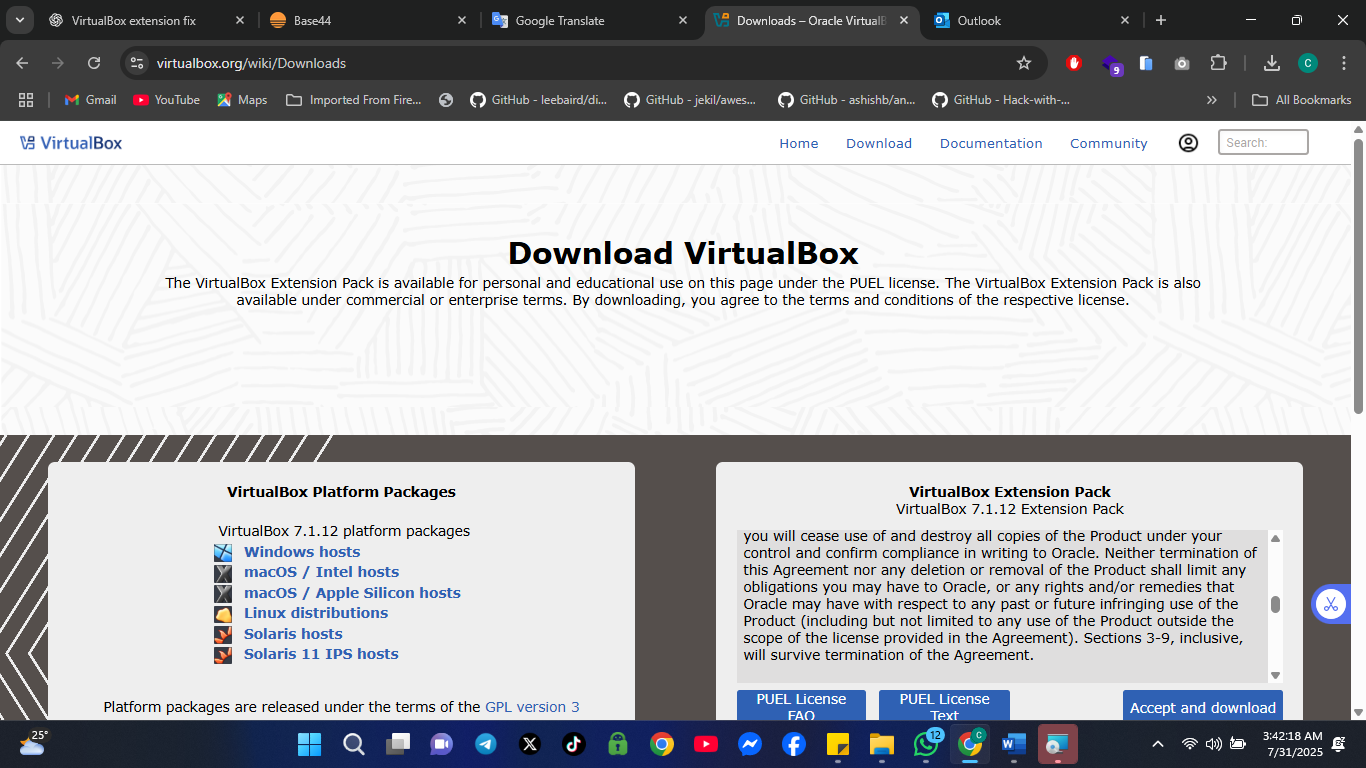 VirtualBox extension fix
Base44
Google Translate
Downloads – Oracle VirtualB
Outlook
virtualbox.org/wiki/Downloads
9
C
Gmail
YouTube
Maps
Imported From Fire...
GitHub - leebaird/di...
GitHub - jekil/awes...
GitHub - ashishb/an...
GitHub - Hack-with-...
»
All Bookmarks
VirtualBox
Home
Download
Documentation
Community
Search:
Download VirtualBox
The VirtualBox Extension Pack is available for personal and educational use on this page under the PUEL license. The VirtualBox Extension Pack is also
available under commercial or enterprise terms. By downloading, you agree to the terms and conditions of the respective license.
VirtualBox Platform Packages
VirtualBox 7.1.12 platform packages
Windows hosts
macOS / Intel hosts
macOS / Apple Silicon hosts
Linux distributions
Solaris hosts
Solaris 11 IPS hosts
Platform packages are released under the terms of the GPL version 3
VirtualBox Extension Pack
VirtualBox 7.1.12 Extension Pack
you will cease use of and destroy all copies of the Product under your
control and confirm compliance in writing to Oracle. Neither termination of
this Agreement nor any deletion or removal of the Product shall limit any
obligations you may have to Oracle, or any rights and/or remedies that
Oracle may have with respect to any past or future infringing use of the
Product (including but not limited to any use of the Product outside the
scope of the license provided in the Agreement). Sections 3-9, inclusive,
will survive termination of the Agreement.
PUEL License
FAQ
PUEL License
Text
Accept and download
25°
12
C
3:42:18 AM
7/31/2025